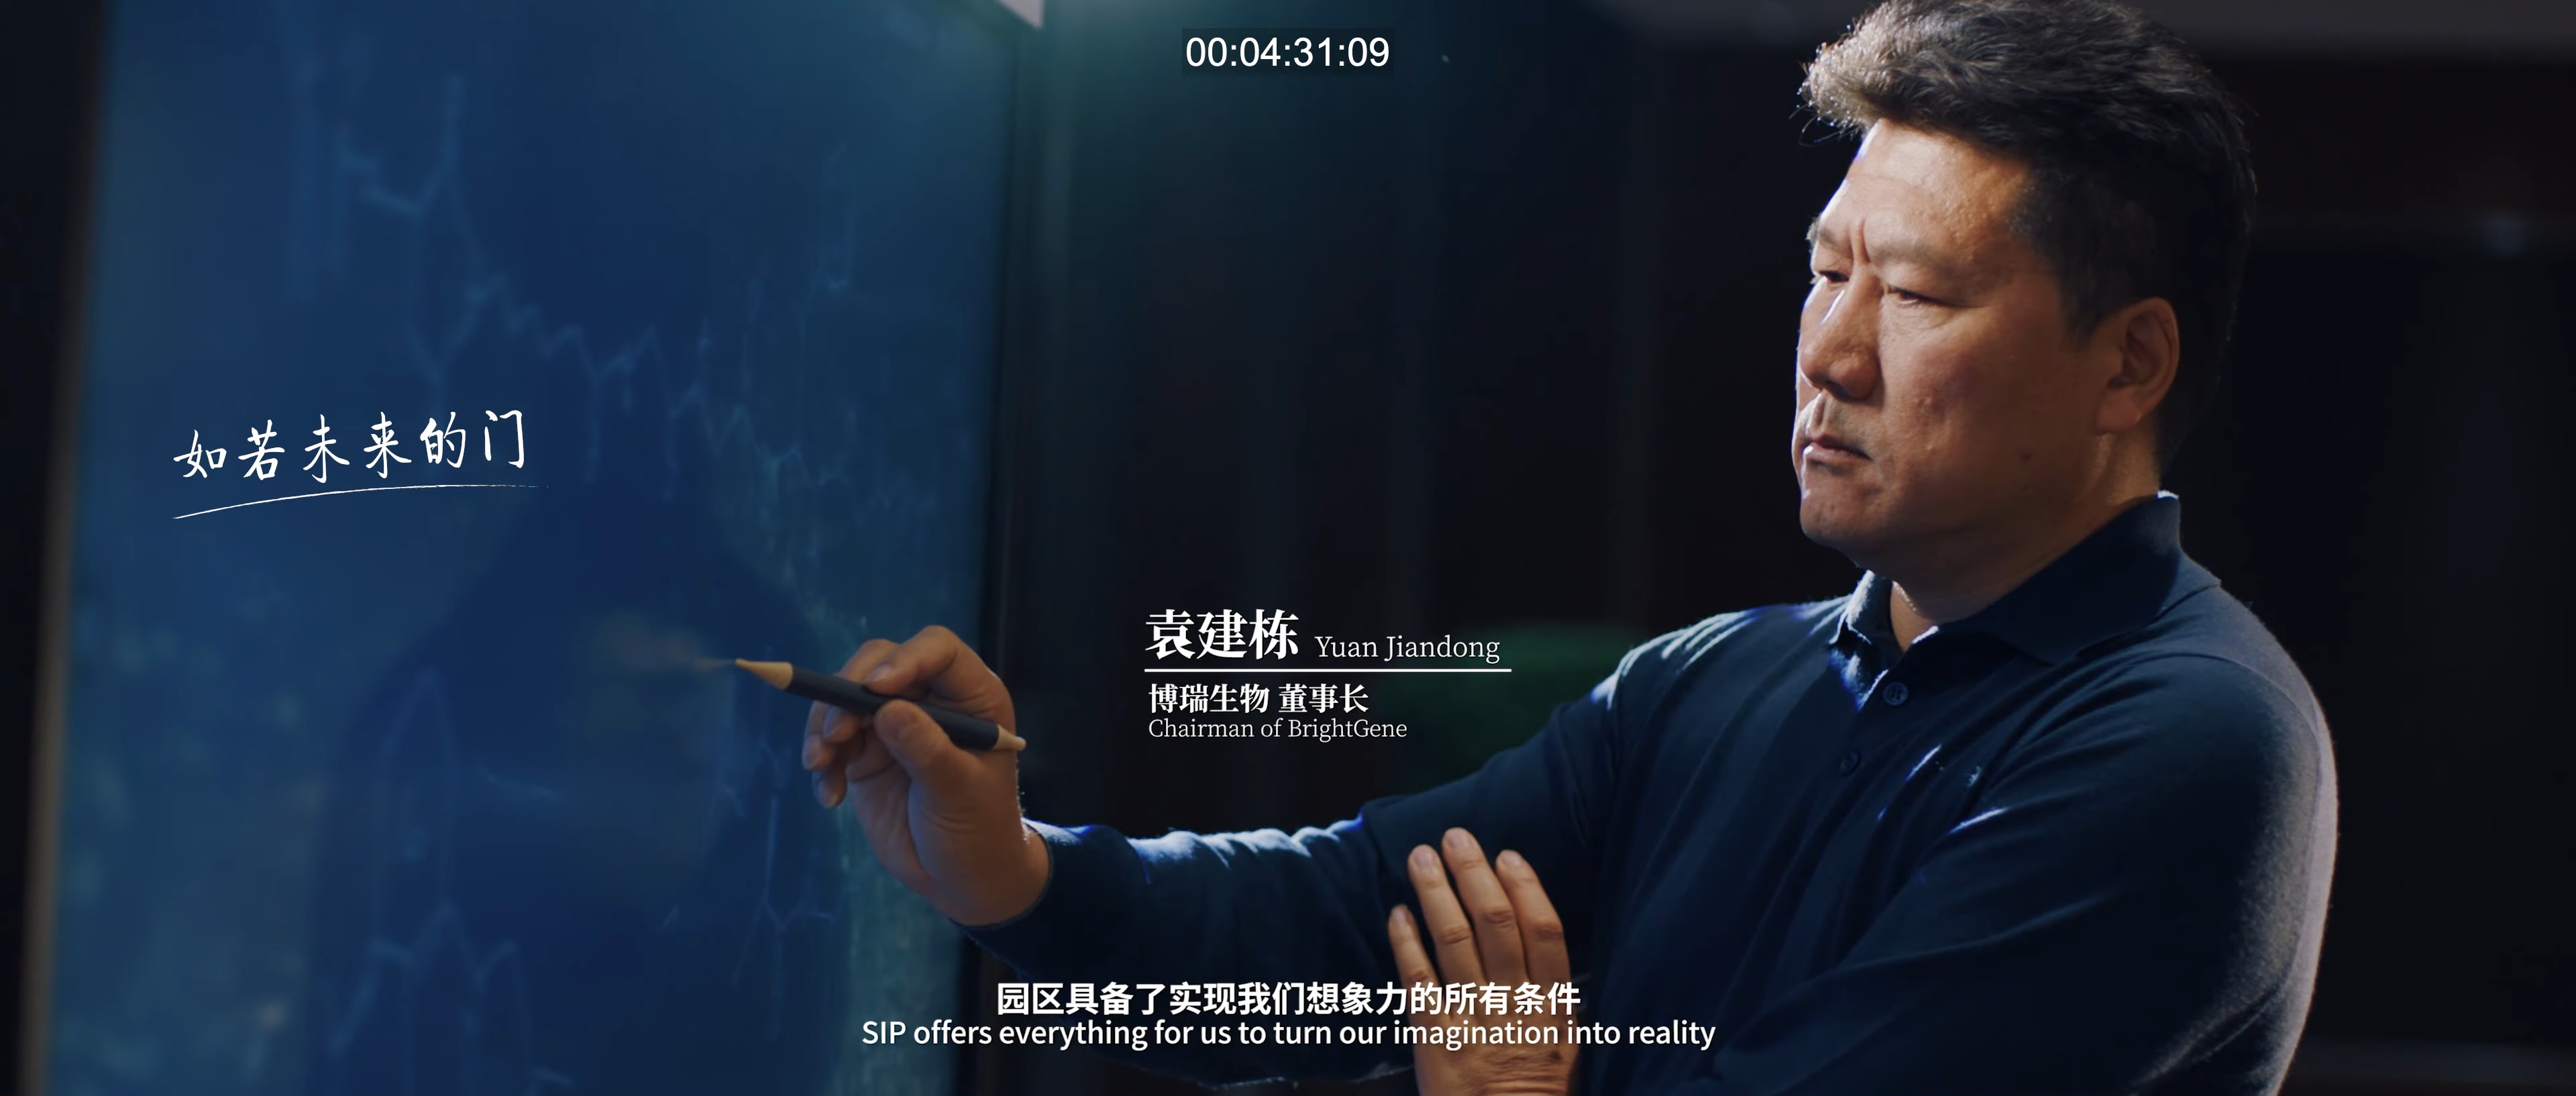 00:04:31:09
如若未来的门
袁建栋 Yuan Jiandong
博瑞生物 董事长
Chairman of BrightGene
园区具备了实现我们想象力的所有条件
SIP offers everything for us to turn our imagination into reality